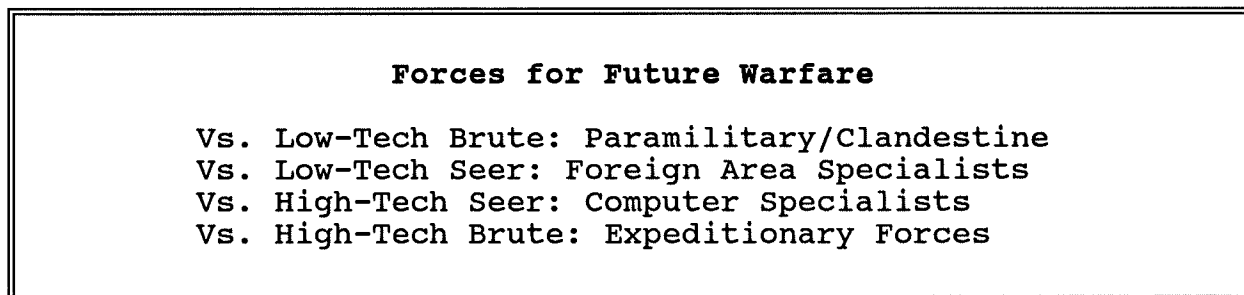 Forces for Future Warfare
Vs. Low-Tech Brute: Paramilitary/Clandestine
Vs. Low-Tech Seer: Foreign Area Specialists
Vs. High-Tech Seer: Computer Specialists
Vs. High-Tech Brute: Expeditionary Forces